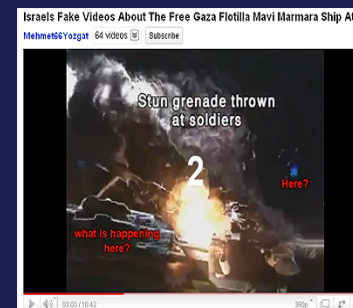 Israels Fake Videos About The Free Gaza Flotilla Mavi Marmara Ship At
Mehmet66Yozgat 64 videos Subscribe
Stun grenade thrown
at soldiers
2
Here?
what is happening
here?
03:03 / 10:42
360p